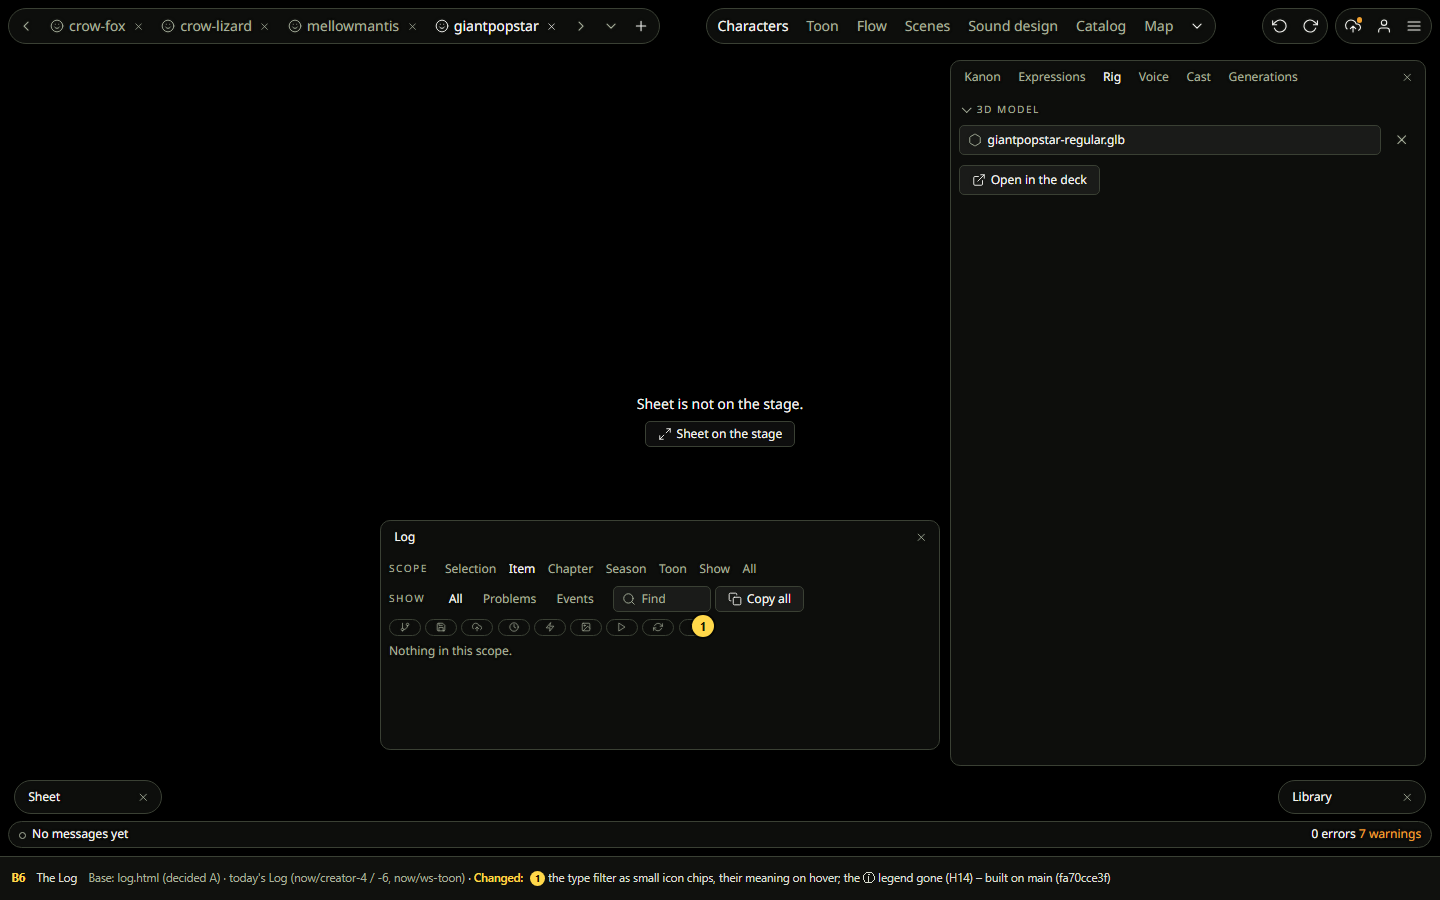 crow-fox crow-lizard mellowmantis giantpopstar
Characters Toon Flow Scenes Sound design Catalog Map
Kanon Expressions Rig Voice Cast Generations
3D MODEL
giantpopstar-regular.glb
Open in the deck
Sheet is not on the stage.
Sheet on the stage
Log
SCOPE Selection Item Chapter Season Toon Show All
SHOW All Problems Events Find Copy all
1
Nothing in this scope.
Sheet
Library
No messages yet
0 errors 7 warnings
B6 The Log Base: log.html (decided A) · today's Log (now/creator-4 / -6, now/ws-toon) · Changed: 1 the type filter as small icon chips, their meaning on hover; the ⓘ legend gone (H14) – built on main (fa70cce3f)